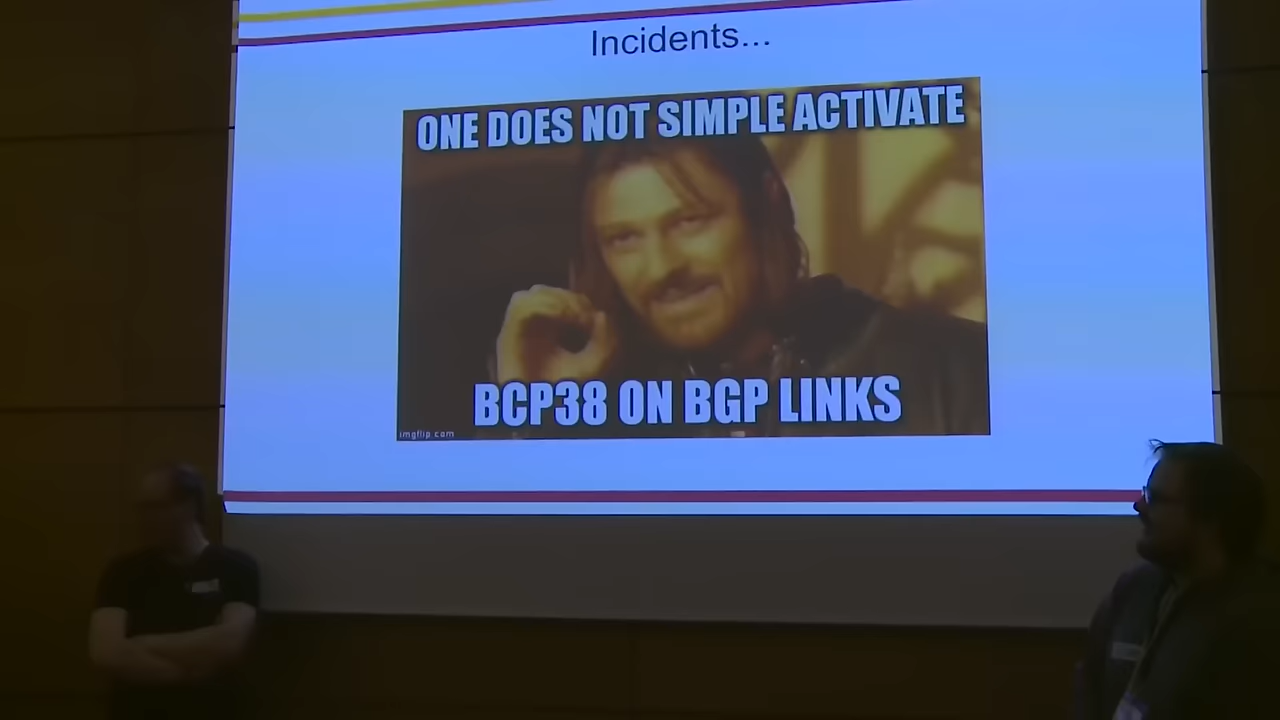 Incidents...
ONE DOES NOT SIMPLE ACTIVATE
BCP38 ON BGP LINKS
imgflip.com